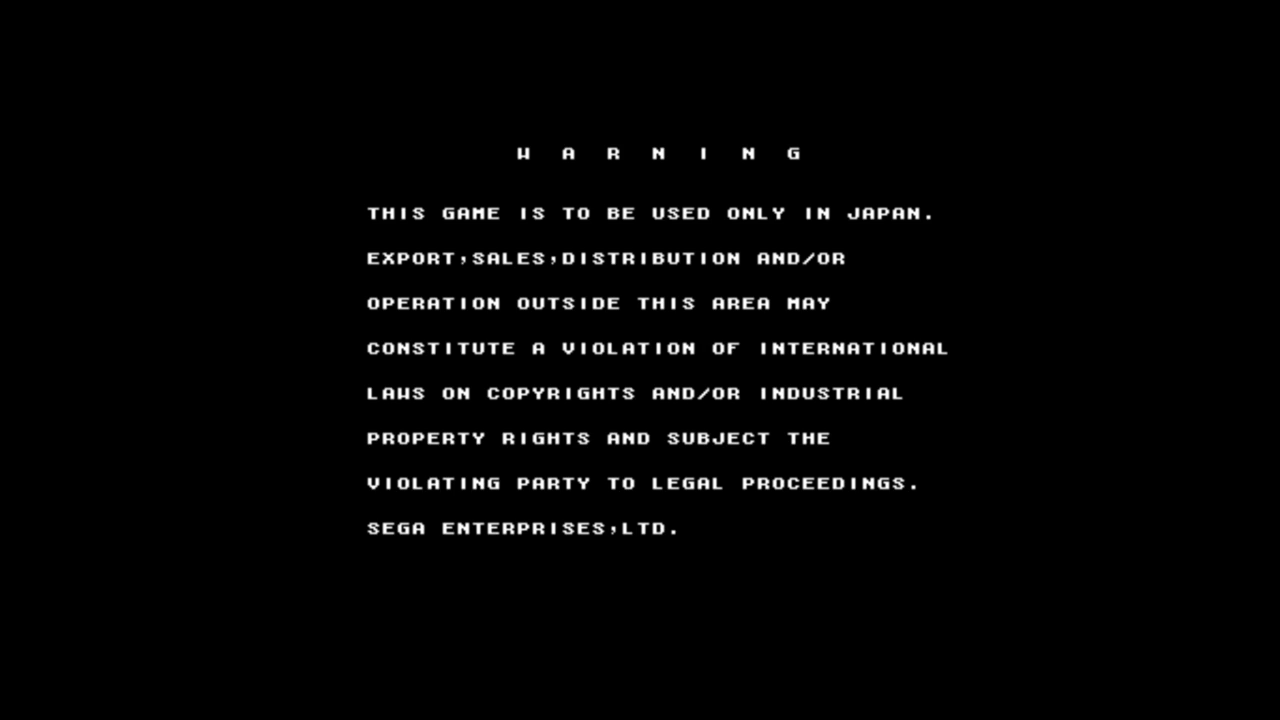 W A R N I N G
THIS GAME IS TO BE USED ONLY IN JAPAN.
EXPORT,SALES,DISTRIBUTION AND/OR
OPERATION OUTSIDE THIS AREA MAY
CONSTITUTE A VIOLATION OF INTERNATIONAL
LAWS ON COPYRIGHTS AND/OR INDUSTRIAL
PROPERTY RIGHTS AND SUBJECT THE
VIOLATING PARTY TO LEGAL PROCEEDINGS.
SEGA ENTERPRISES,LTD.